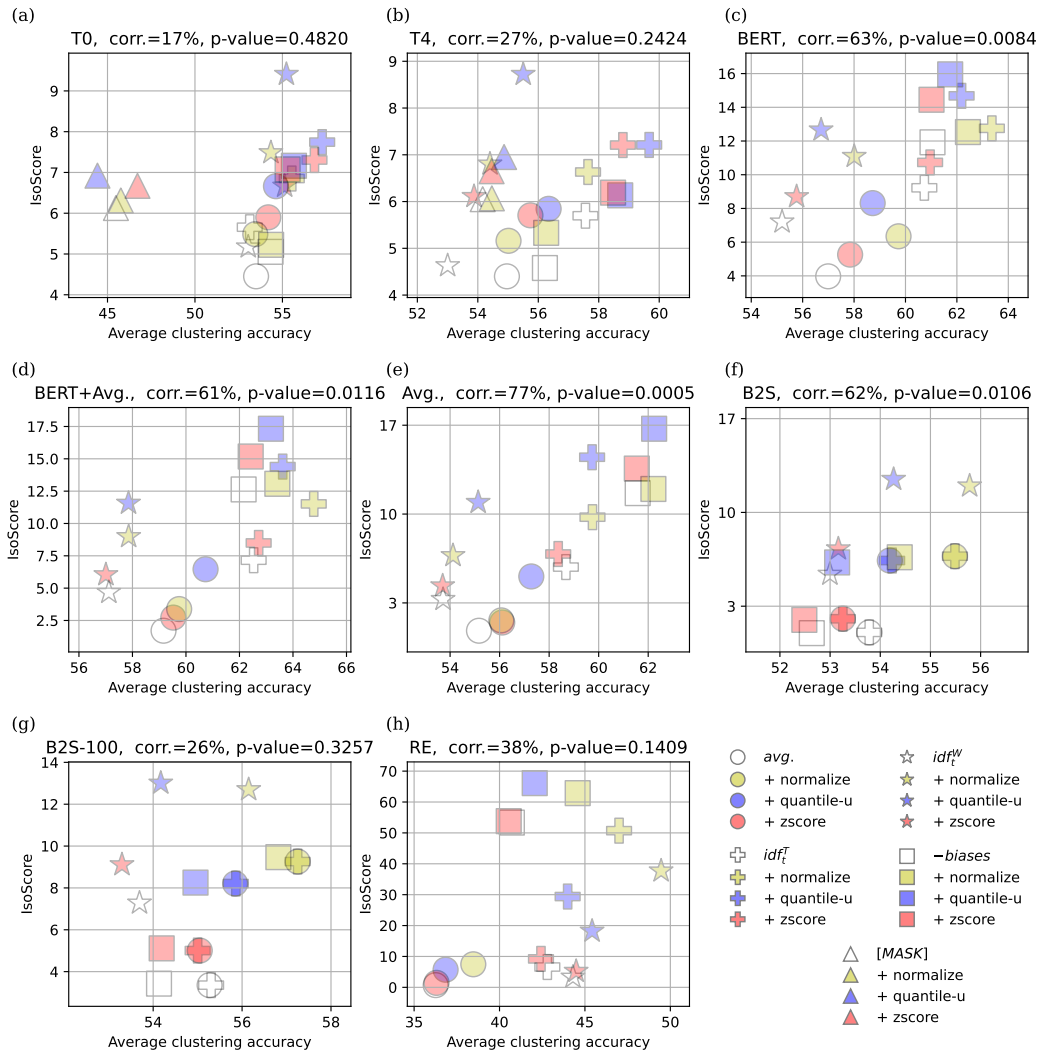 (a)
T0,  corr.=17%, p-value=0.4820
IsoScore
9
8
7
6
5
4
45
50
55
Average clustering accuracy
(b)
T4,  corr.=27%, p-value=0.2424
IsoScore
9
8
7
6
5
4
52
54
56
58
60
Average clustering accuracy
(c)
BERT,  corr.=63%, p-value=0.0084
IsoScore
16
14
12
10
8
6
4
54
56
58
60
62
64
Average clustering accuracy
(d)
BERT+Avg.,  corr.=61%, p-value=0.0116
IsoScore
17.5
15.0
12.5
10.0
7.5
5.0
2.5
56
58
60
62
64
66
Average clustering accuracy
(e)
Avg.,  corr.=77%, p-value=0.0005
IsoScore
17
10
3
54
56
58
60
62
Average clustering accuracy
(f)
B2S,  corr.=62%, p-value=0.0106
IsoScore
17
10
3
52
53
54
55
56
Average clustering accuracy
(g)
B2S-100,  corr.=26%, p-value=0.3257
IsoScore
14
12
10
8
6
4
54
56
58
Average clustering accuracy
(h)
RE,  corr.=38%, p-value=0.1409
IsoScore
70
60
50
40
30
20
10
0
35
40
45
50
Average clustering accuracy
avg.
+ normalize
+ quantile-u
+ zscore
idf_t^T
+ normalize
+ quantile-u
+ zscore
idf_t^W
+ normalize
+ quantile-u
+ zscore
−biases
+ normalize
+ quantile-u
+ zscore
[MASK]
+ normalize
+ quantile-u
+ zscore